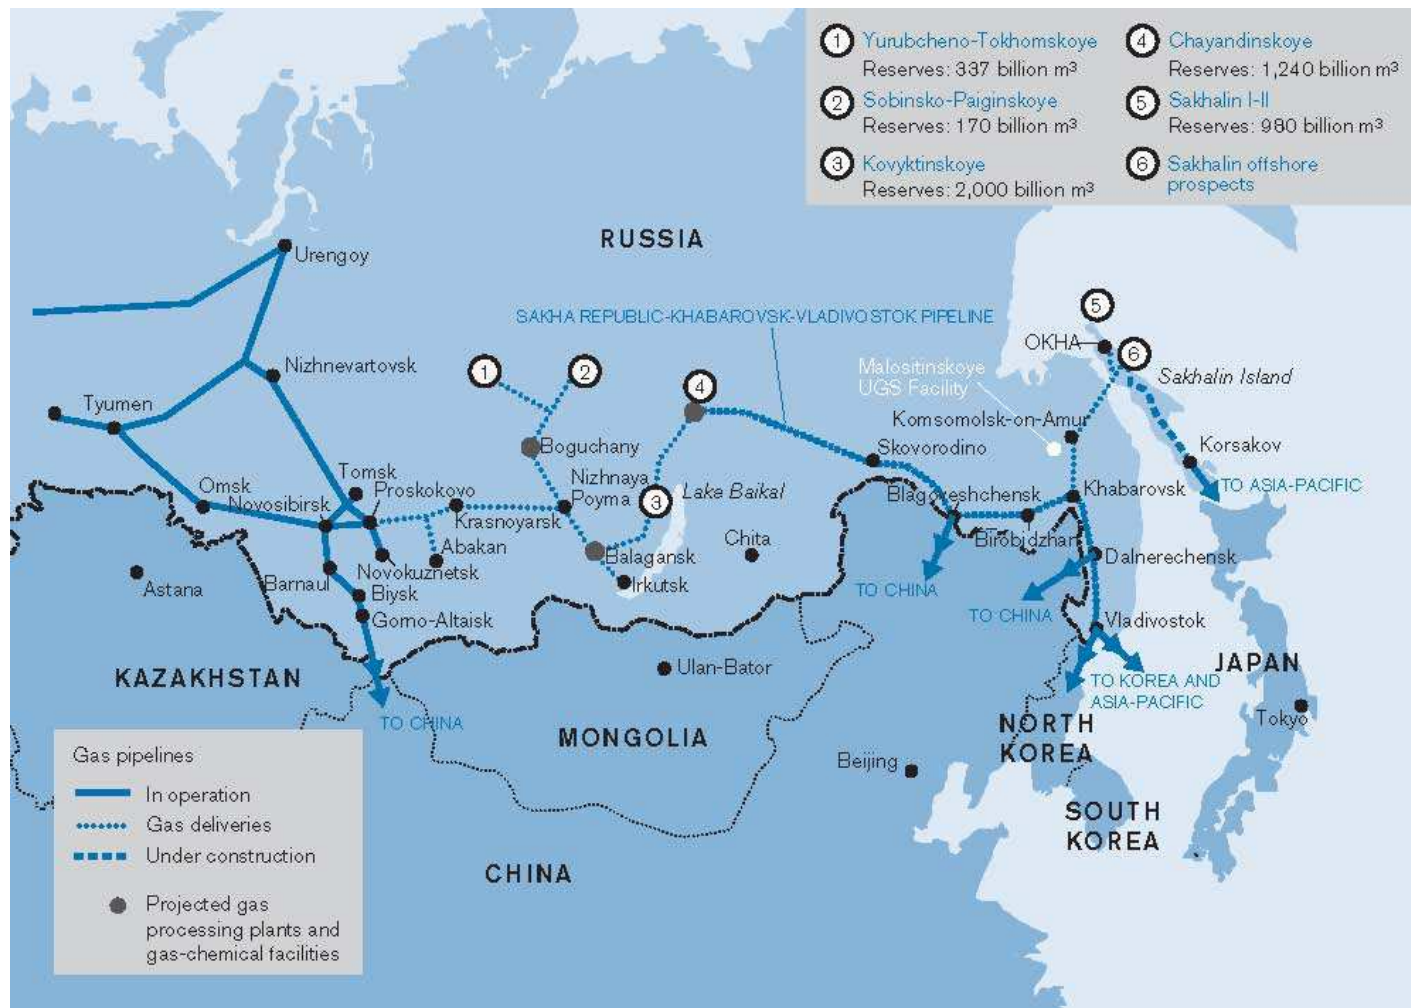 1 Yurubcheno-Tokhomskoye
Reserves: 337 billion m³
2 Sobinsko-Paiginskoye
Reserves: 170 billion m³
3 Kovyktinskoye
Reserves: 2,000 billion m³
4 Chayandinskoye
Reserves: 1,240 billion m³
5 Sakhalin I-II
Reserves: 980 billion m³
6 Sakhalin offshore
prospects
RUSSIA
Urengoy
SAKHA REPUBLIC-KHABAROVSK-VLADIVOSTOK PIPELINE
5
OKHA
6
Nizhnevartovsk
1
2
4
Malositinskoye
UGS Facility
Sakhalin Island
Tyumen
Komsomolsk-on-Amur
Boguchany
Skovorodino
Korsakov
Tomsk
Nizhnaya
Poyma
3
Lake Baikal
TO ASIA-PACIFIC
Omsk
Novosibirsk
Proskokovo
Krasnoyarsk
Blagoveshchensk
Khabarovsk
Birobidzhan
Abakan
Balagansk
Chita
Dalnerechensk
Astana
Barnaul
Novokuznetsk
Irkutsk
Biysk
TO CHINA
TO CHINA
Gorno-Altaisk
Vladivostok
KAZAKHSTAN
Ulan-Bator
JAPAN
TO KOREA AND
ASIA-PACIFIC
TO CHINA
MONGOLIA
NORTH
KOREA
Tokyo
Beijing
SOUTH
KOREA
CHINA
Gas pipelines
In operation
Gas deliveries
Under construction
Projected gas
processing plants and
gas-chemical facilities